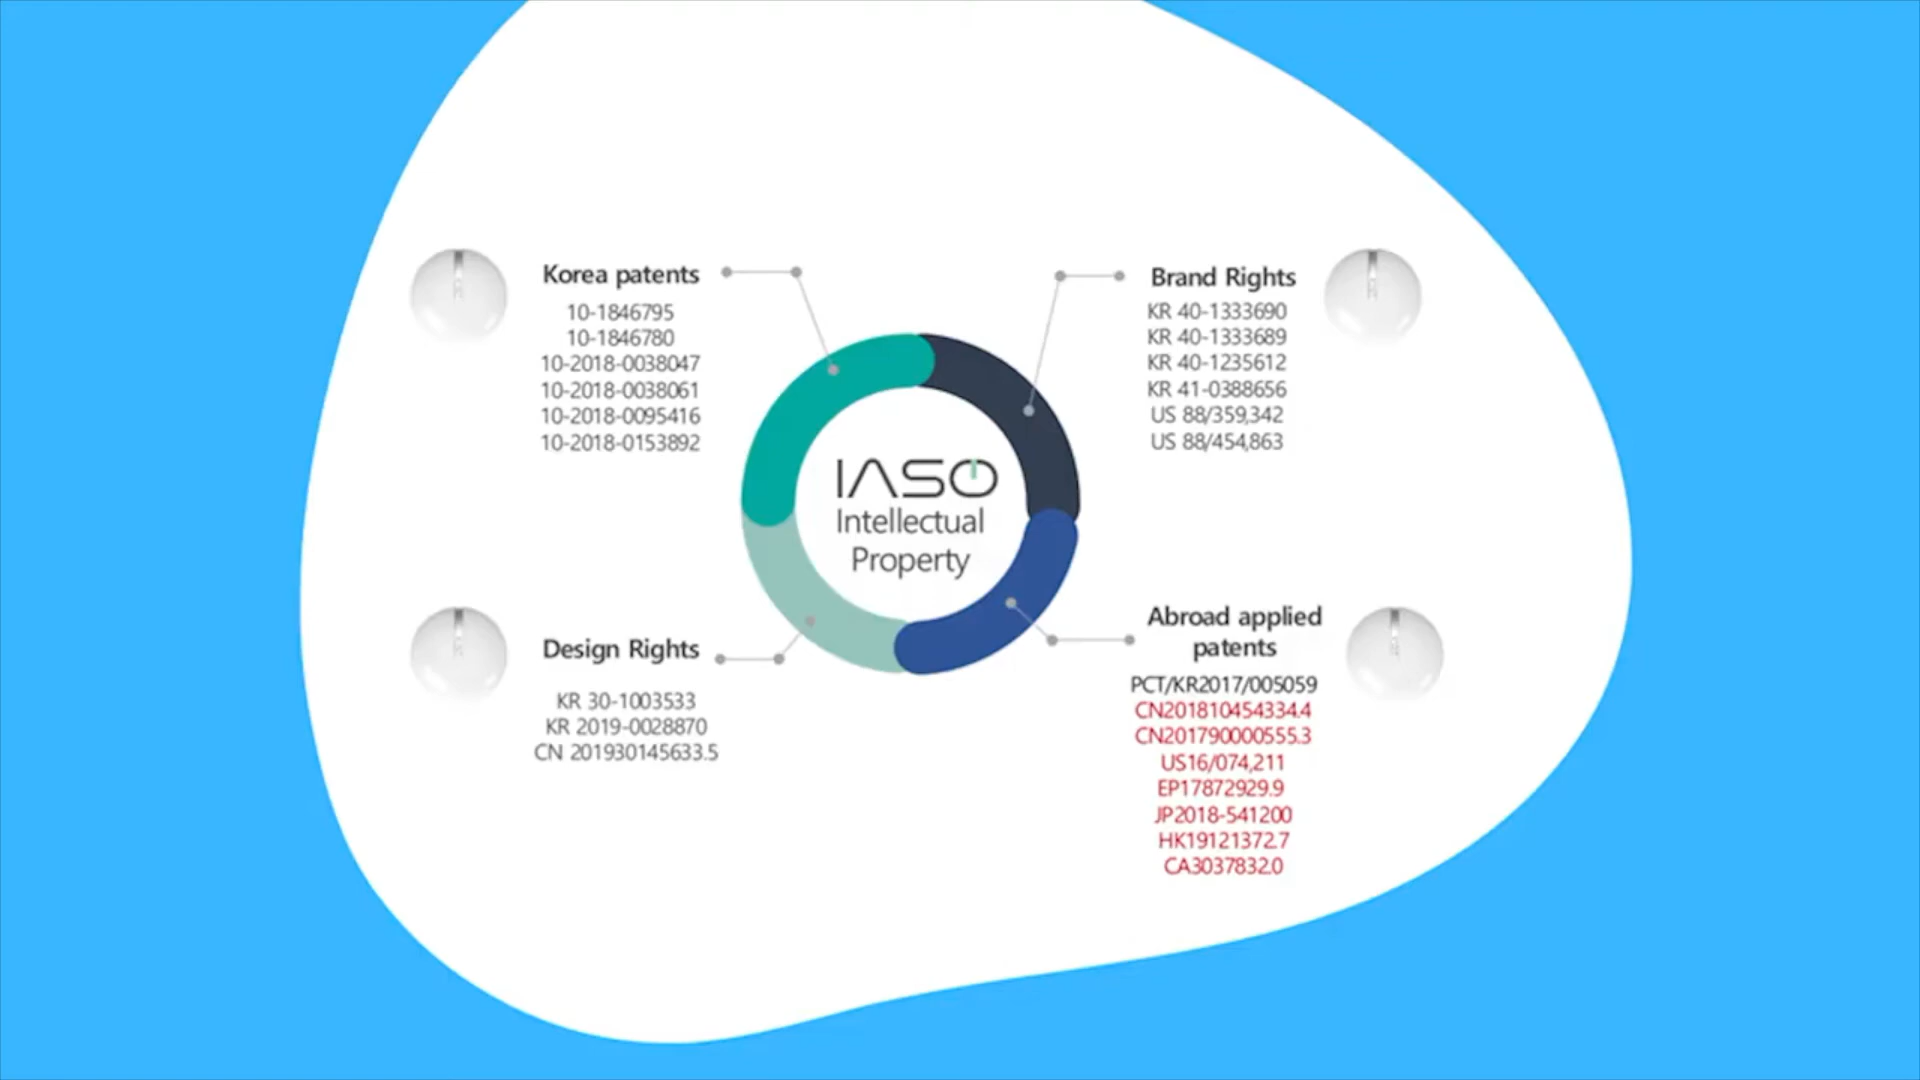 Korea patents
10-1846795
10-1846780
10-2018-0038047
10-2018-0038061
10-2018-0095416
10-2018-0153892
Brand Rights
KR 40-1333690
KR 40-1333689
KR 40-1235612
KR 41-0388656
US 88/359,342
US 88/454,863
IASO
Intellectual
Property
Design Rights
KR 30-1003533
KR 2019-0028870
CN 201930145633.5
Abroad applied
patents
PCT/KR2017/005059
CN201810454334.4
CN201790000555.3
US16/074,211
EP17872929.9
JP2018-541200
HK19121372.7
CA3037832.0